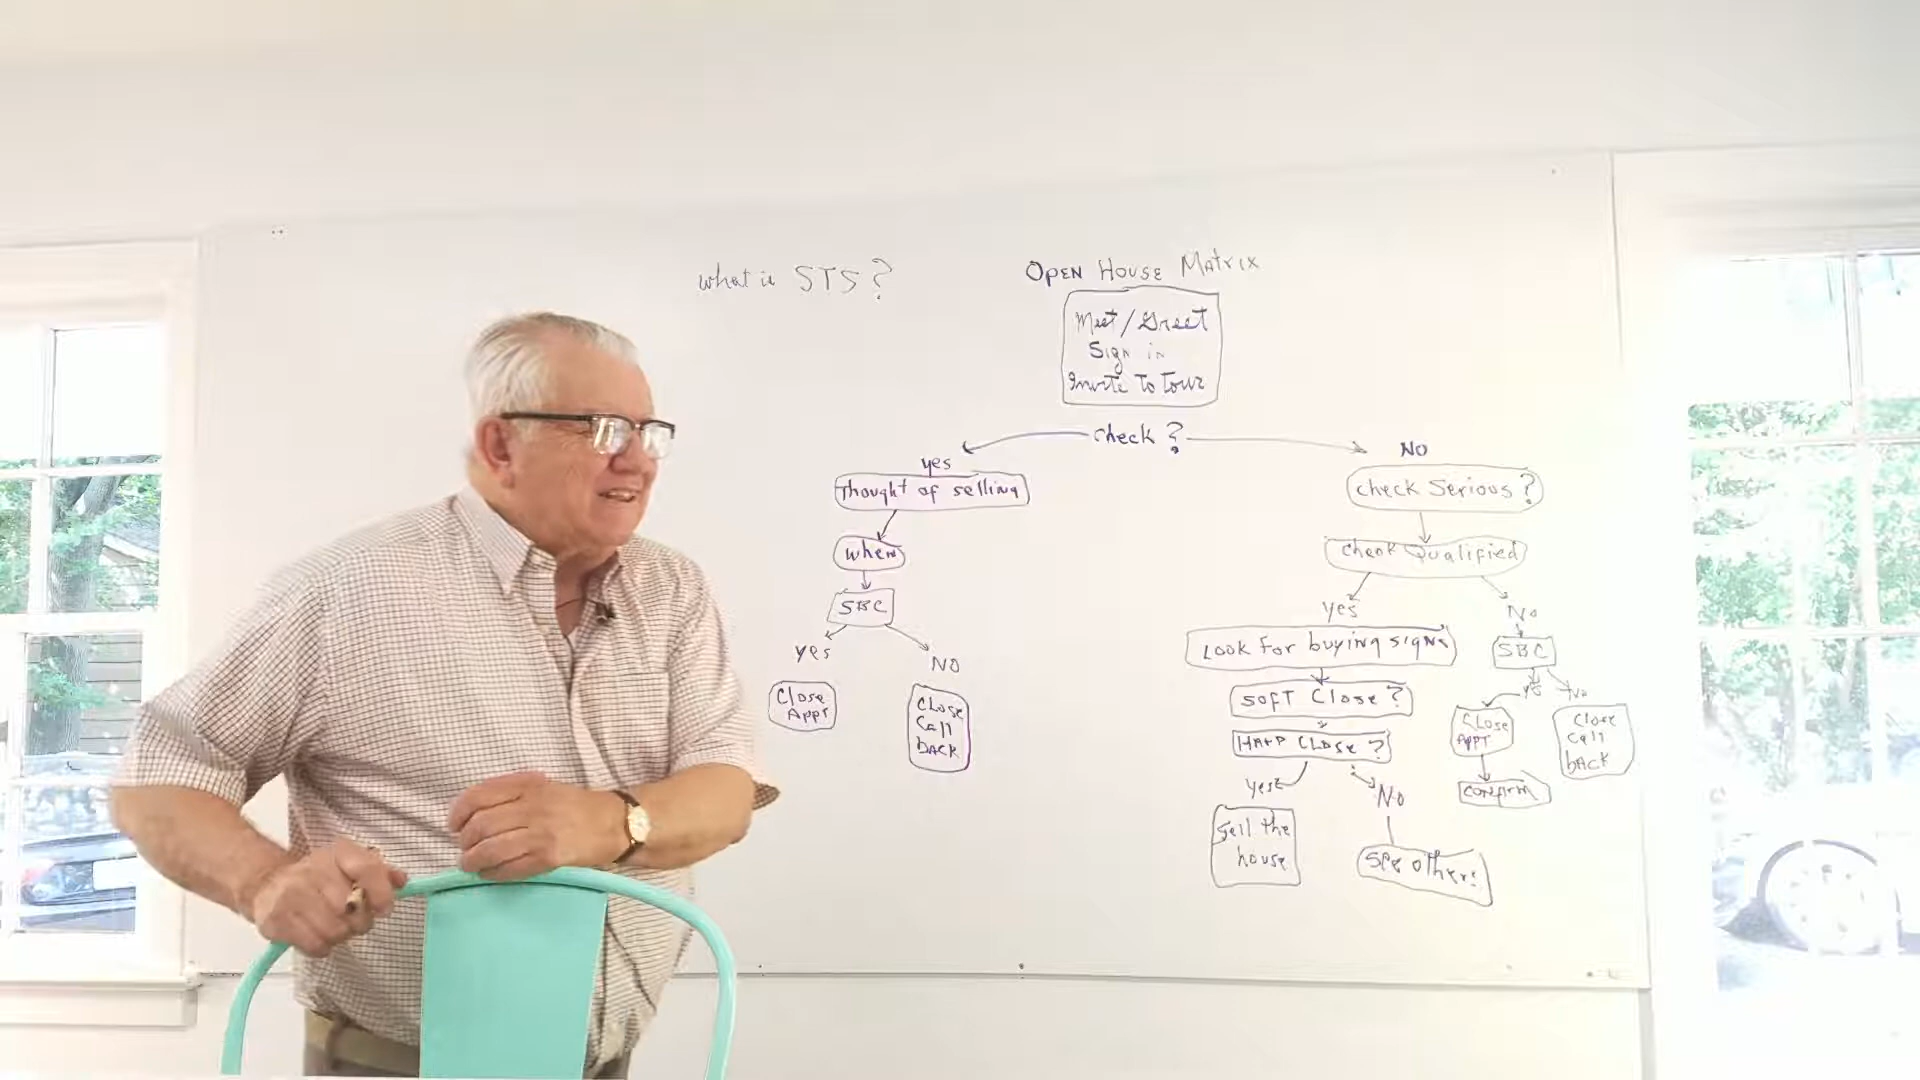 what is STS?
OPEN HOUSE MATRIX
Meet/Greet
Sign in
Invite To Tour
check?
yes
NO
Thought of selling
check Serious?
when
check Qualified
SBC
yes
NO
Close
Appt
Close
Call
bACK
yes
No
Look for buying signs
SBC
Soft Close?
yes
No
HARD Close?
Close
APPT
Close
Call
bACK
confirm
yes
No
Sell the
house
See others